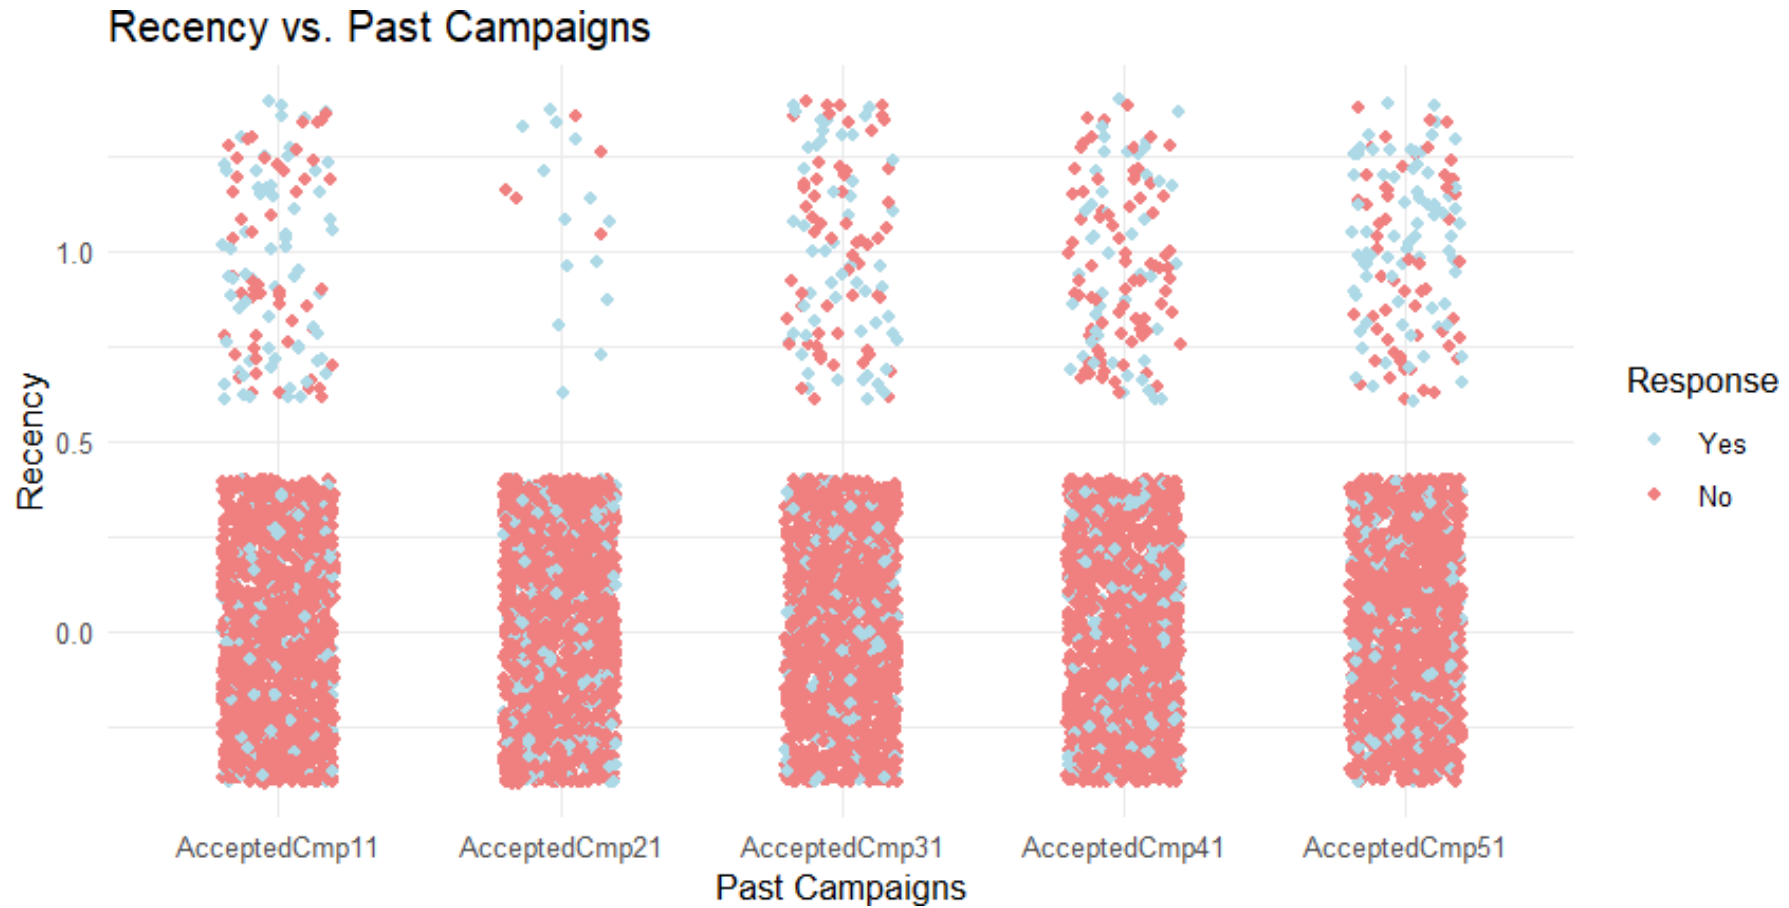 Recency vs. Past Campaigns
Recency
1.0
0.5
0.0
AcceptedCmp11 AcceptedCmp21 AcceptedCmp31 AcceptedCmp41 AcceptedCmp51
Past Campaigns
Response
Yes
No